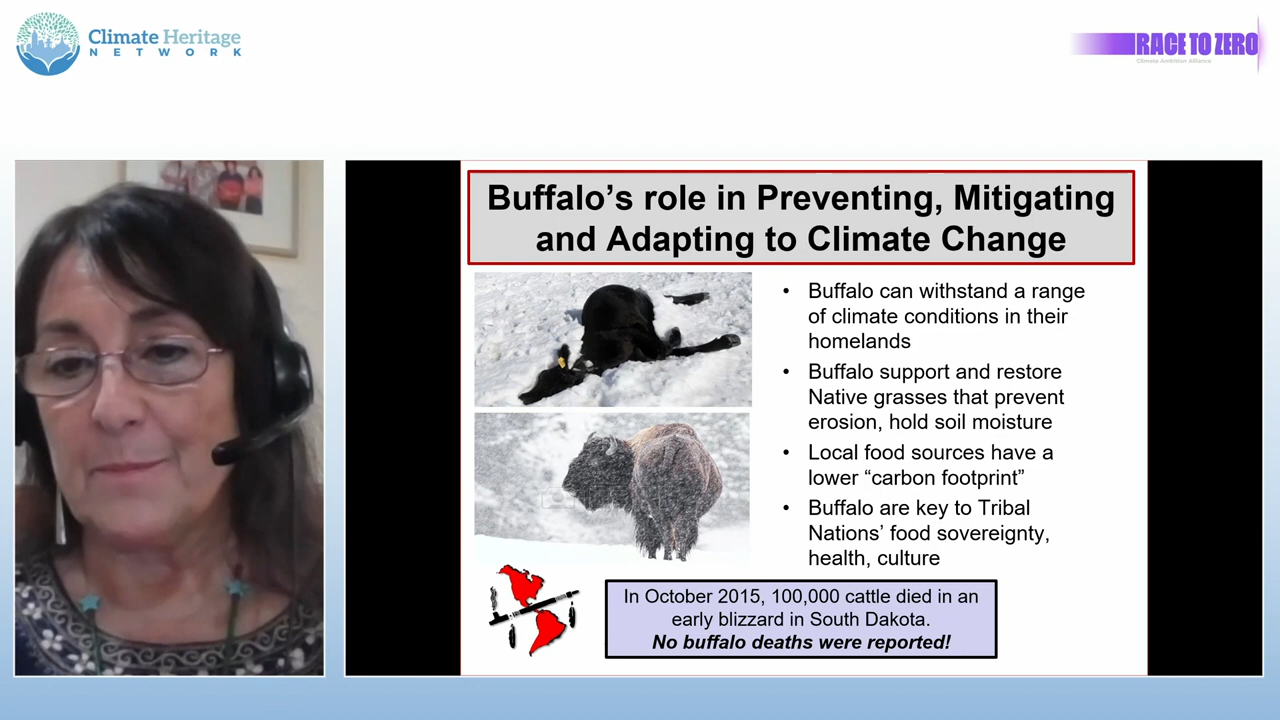 Climate Heritage
NETWORK
RACE TO ZERO
Climate Ambition Alliance
Buffalo’s role in Preventing, Mitigating
and Adapting to Climate Change
• Buffalo can withstand a range
of climate conditions in their
homelands
• Buffalo support and restore
Native grasses that prevent
erosion, hold soil moisture
• Local food sources have a
lower “carbon footprint”
• Buffalo are key to Tribal
Nations’ food sovereignty,
health, culture
In October 2015, 100,000 cattle died in an
early blizzard in South Dakota.
No buffalo deaths were reported!